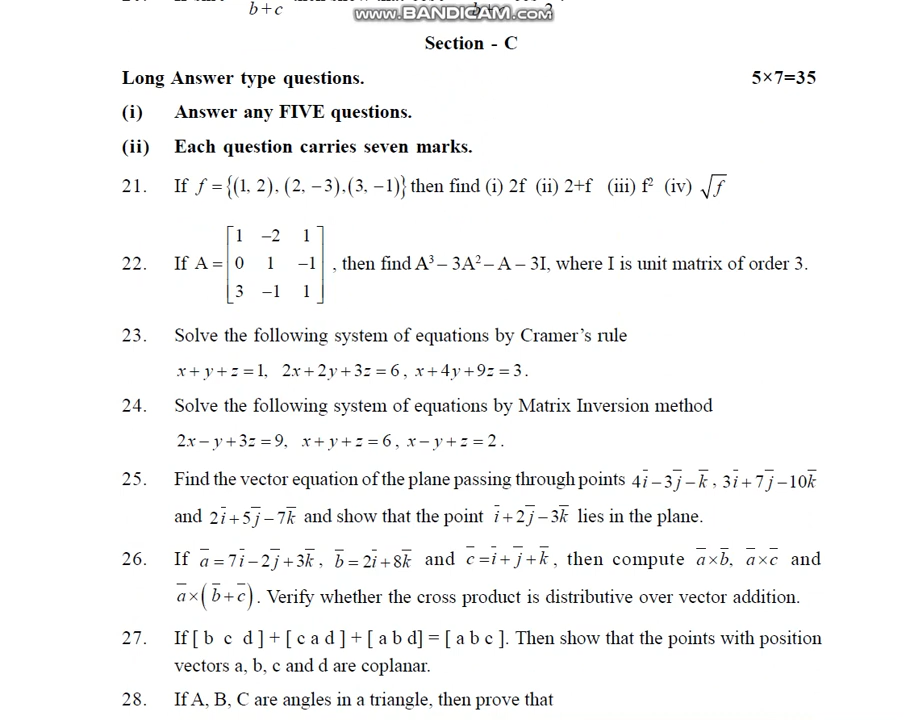 b+c
www.BANDICAM.com
Section - C
Long Answer type questions. 5×7=35
(i) Answer any FIVE questions.
(ii) Each question carries seven marks.
21. If f = {(1, 2), (2, −3),(3, −1)} then find (i) 2f (ii) 2+f (iii) f² (iv) √f
1 −2 1
22. If A = 0 1 −1 , then find A³ – 3A² – A – 3I, where I is unit matrix of order 3.
3 −1 1
23. Solve the following system of equations by Cramer’s rule
x + y + z = 1, 2x + 2y + 3z = 6 , x + 4y + 9z = 3 .
24. Solve the following system of equations by Matrix Inversion method
2x − y + 3z = 9, x + y + z = 6 , x − y + z = 2 .
25. Find the vector equation of the plane passing through points 4i̅ − 3j̅ − k̅ , 3i̅ + 7j̅ − 10k̅
and 2i̅ + 5j̅ − 7k̅ and show that the point i̅ + 2j̅ − 3k̅ lies in the plane.
26. If a̅ = 7i̅ − 2j̅ + 3k̅ , b̅ = 2i̅ + 8k̅ and c̅ = i̅ + j̅ + k̅ , then compute a̅ × b̅, a̅ × c̅ and
a̅ × ( b̅ + c̅ ) . Verify whether the cross product is distributive over vector addition.
27. If [ b c d ] + [ c a d ] + [ a b d] = [ a b c ]. Then show that the points with position
vectors a, b, c and d are coplanar.
28. If A, B, C are angles in a triangle, then prove that